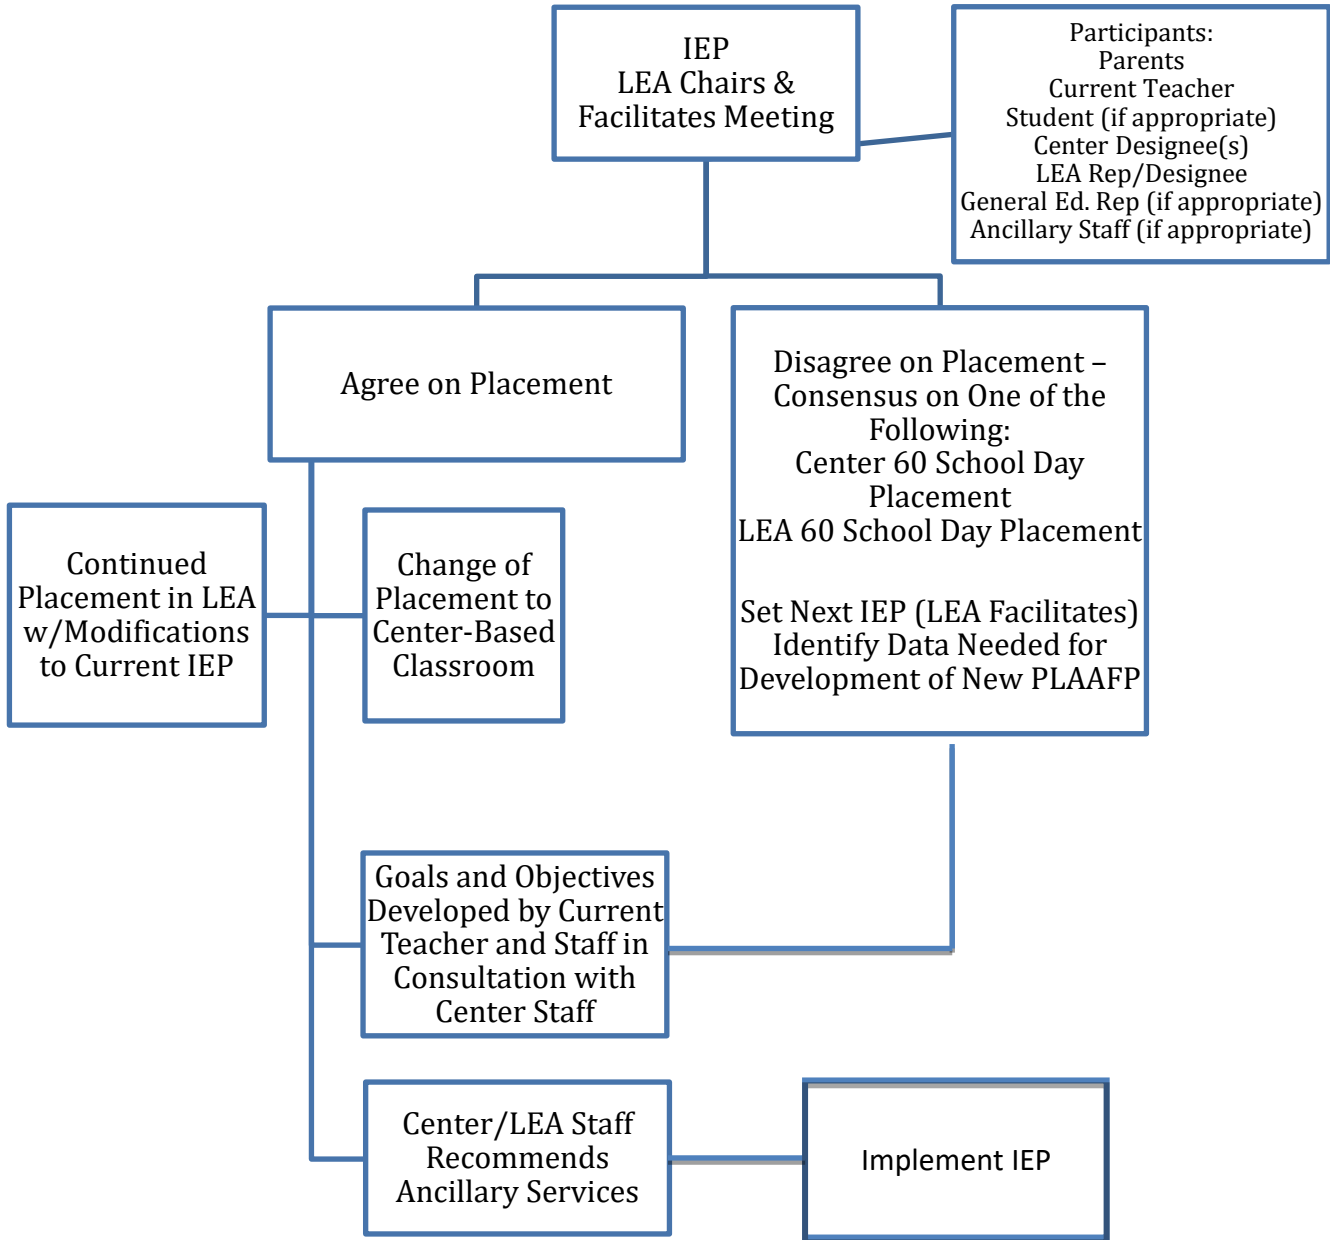 IEP
LEA Chairs &
Facilitates Meeting
Participants:
Parents
Current Teacher
Student (if appropriate)
Center Designee(s)
LEA Rep/Designee
General Ed. Rep (if appropriate)
Ancillary Staff (if appropriate)
Agree on Placement
Disagree on Placement –
Consensus on One of the
Following:
Center 60 School Day
Placement
LEA 60 School Day Placement
Set Next IEP (LEA Facilitates)
Identify Data Needed for
Development of New PLAAFP
Continued
Placement in LEA
w/Modifications
to Current IEP
Change of
Placement to
Center-Based
Classroom
Goals and Objectives
Developed by Current
Teacher and Staff in
Consultation with
Center Staff
Center/LEA Staff
Recommends
Ancillary Services
Implement IEP